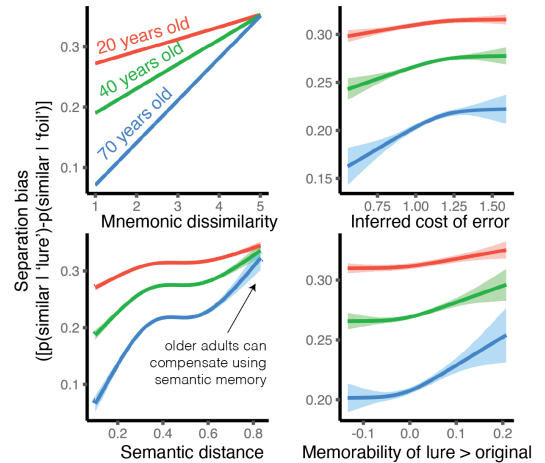 Separation bias
([p(similar | ‘lure’)-p(similar | ‘foil’)]
0.3
0.2
0.1
20 years old
40 years old
70 years old
1 2 3 4 5
Mnemonic dissimilarity
0.30
0.25
0.20
0.15
0.75 1.00 1.25 1.50
Inferred cost of error
0.3
0.2
0.1
older adults can
compensate using
semantic memory
0.2 0.4 0.6 0.8
Semantic distance
0.30
0.25
0.20
-0.1 0.0 0.1 0.2
Memorability of lure > original